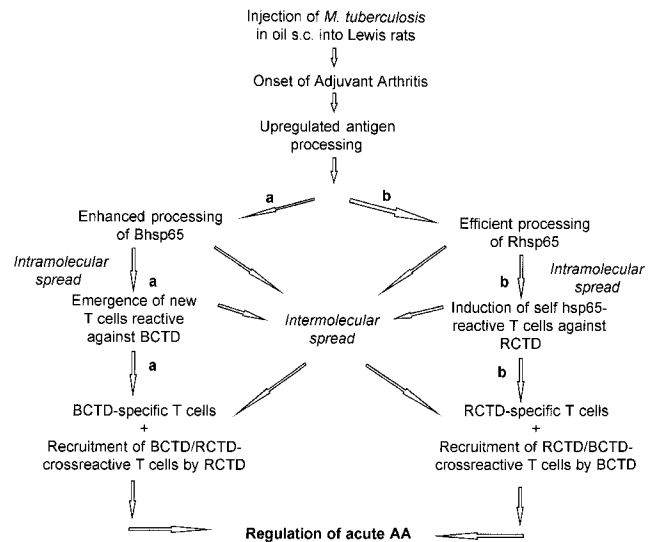 Injection of M. tuberculosis
in oil s.c. into Lewis rats
Onset of Adjuvant Arthritis
Upregulated antigen
processing
a
b
Enhanced processing
of Bhsp65
Efficient processing
of Rhsp65
Intramolecular
spread
a
b
Intramolecular
spread
Emergence of new
T cells reactive
against BCTD
Intermolecular
spread
Induction of self hsp65-
reactive T cells against
RCTD
a
b
BCTD-specific T cells
+
Recruitment of BCTD/RCTD-
crossreactive T cells by RCTD
RCTD-specific T cells
+
Recruitment of RCTD/BCTD-
crossreactive T cells by BCTD
Regulation of acute AA